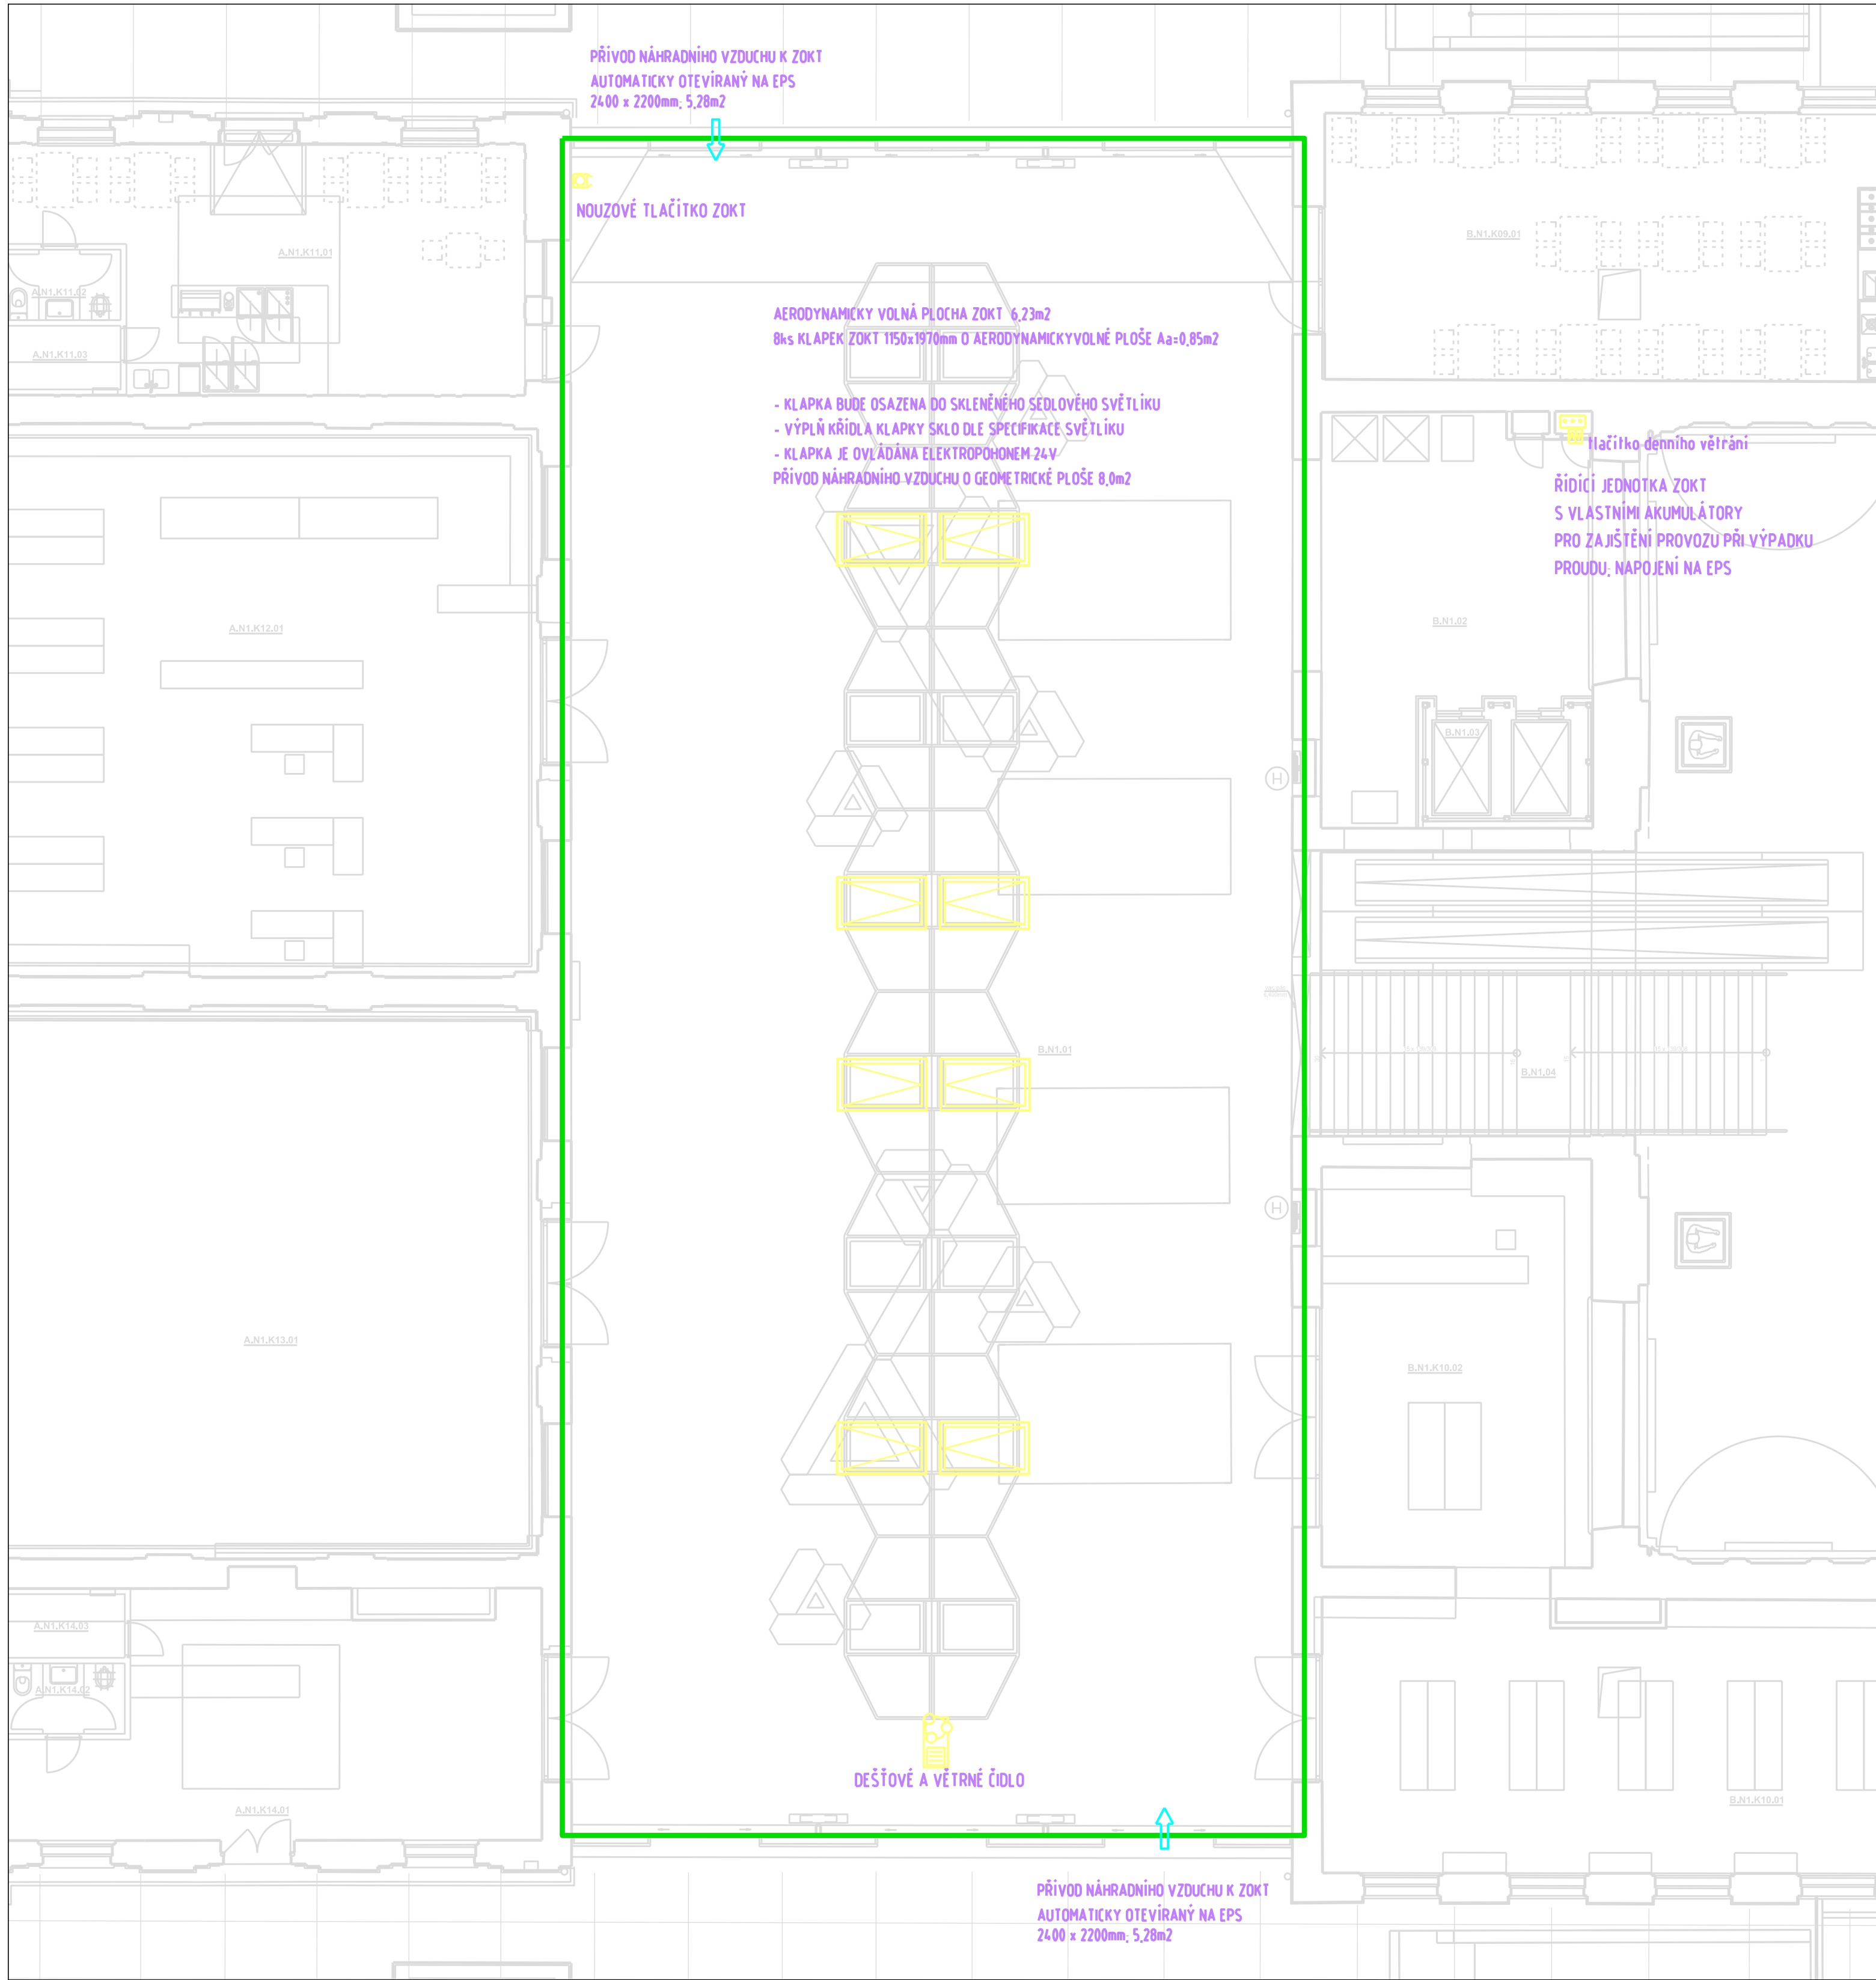 PŘÍVOD NÁHRADNÍHO VZDUCHU K ZOKT
AUTOMATICKY OTEVÍRANÝ NA EPS
2400 x 2200mm; 5,28m2
NOUZOVÉ TLAČÍTKO ZOKT
A.N1.K11.01
A.N1.K11.02
A.N1.K11.03
B.N1.K09.01
AERODYNAMICKY VOLNÁ PLOCHA ZOKT 6,23m2
8ks KLAPEK ZOKT 1150x1970mm O AERODYNAMICKYVOLNÉ PLOŠE Aa=0,85m2
- KLAPKA BUDE OSAZENA DO SKLENĚNÉHO SEDLOVÉHO SVĚTLÍKU
- VÝPLŇ KŘÍDLA KLAPKY SKLO DLE SPECIFIKACE SVĚTLÍKU
- KLAPKA JE OVLÁDÁNA ELEKTROPOHONEM 24V
PŘÍVOD NÁHRADNÍHO VZDUCHU O GEOMETRICKÉ PLOŠE 8,0m2
tlačítko denního větrání
ŘÍDÍCÍ JEDNOTKA ZOKT
S VLASTNÍMI AKUMULÁTORY
PRO ZAJIŠTĚNÍ PROVOZU PŘI VÝPADKU
PROUDU; NAPOJENÍ NA EPS
A.N1.K12.01
B.N1.02
B.N1.03
H
B.N1.01
B.N1.04
H
A.N1.K13.01
B.N1.K10.02
A.N1.K14.03
A.N1.K14.02
A.N1.K14.01
B.N1.K10.01
DEŠŤOVÉ A VĚTRNÉ ČIDLO
PŘÍVOD NÁHRADNÍHO VZDUCHU K ZOKT
AUTOMATICKY OTEVÍRANÝ NA EPS
2400 x 2200mm; 5,28m2